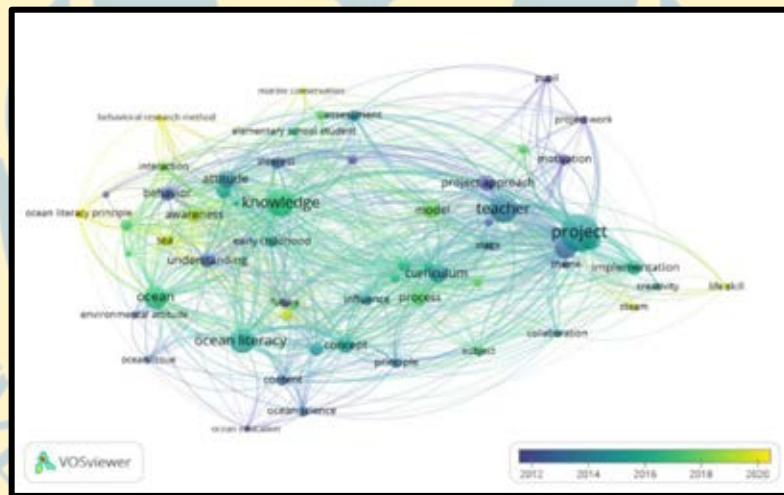 pupil
marine conservation
behavioral research method
assessment
project work
elementary school student
interaction
interest
motivation
attitude
behavior
project approach
knowledge
model
teacher
ocean literacy principle
awareness
project
sea
early childhood
stage
understanding
theme
curriculum
implementation
ocean
future
influence
process
creativity
life skill
environmental attitude
steam
ocean literacy
concept
collaboration
subject
ocean issue
principle
content
ocean science
ocean education
VOSviewer
2012 2014 2016 2018 2020